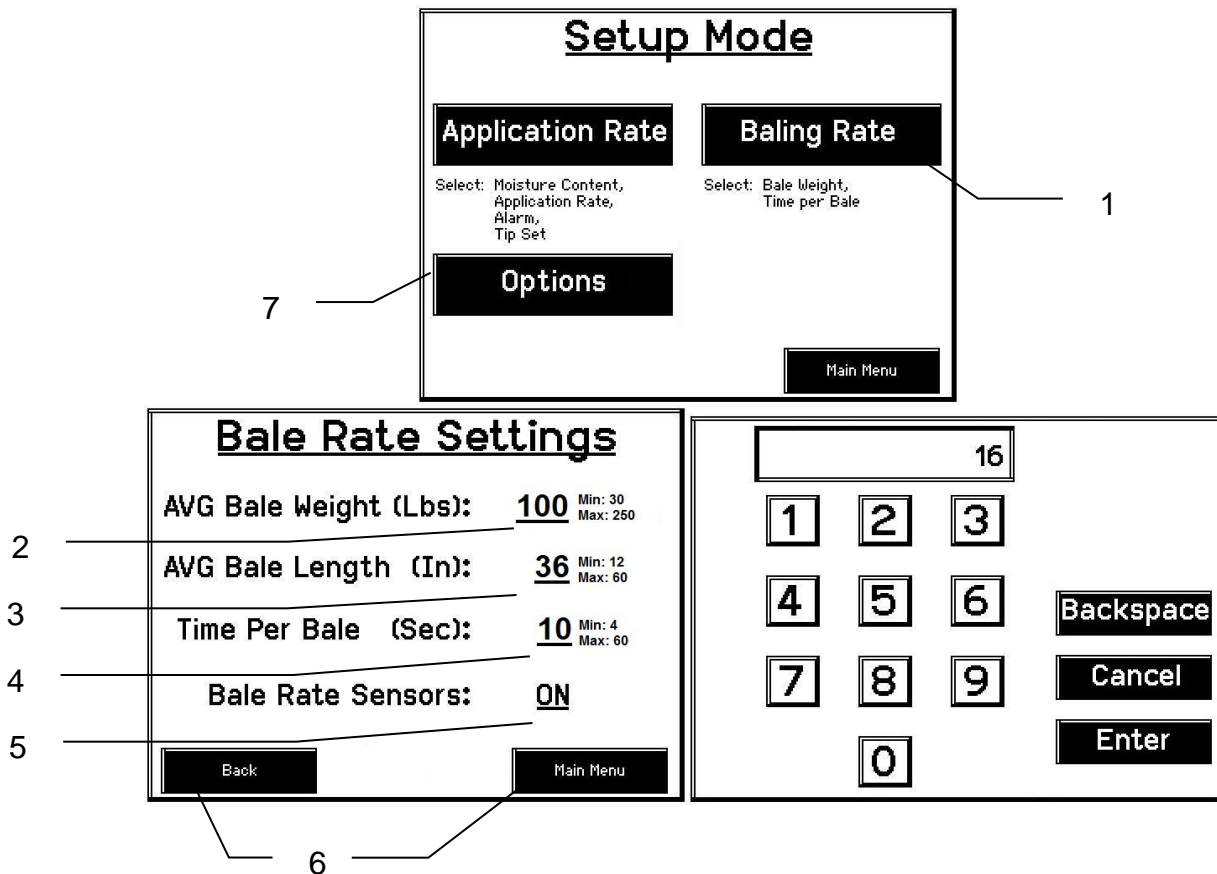 Setup Mode
Application Rate
Baling Rate
Select: Moisture Content,
Application Rate,
Alarm,
Tip Set
Select: Bale Weight,
Time per Bale
1
Options
7
Main Menu
Bale Rate Settings
AVG Bale Weight (Lbs): 100 Min: 30
Max: 250
2
AVG Bale Length (In): 36 Min: 12
Max: 60
3
Time Per Bale (Sec): 10 Min: 4
Max: 60
4
Bale Rate Sensors: ON
5
Back
Main Menu
6
16
1 2 3
4 5 6
7 8 9
0
Backspace
Cancel
Enter